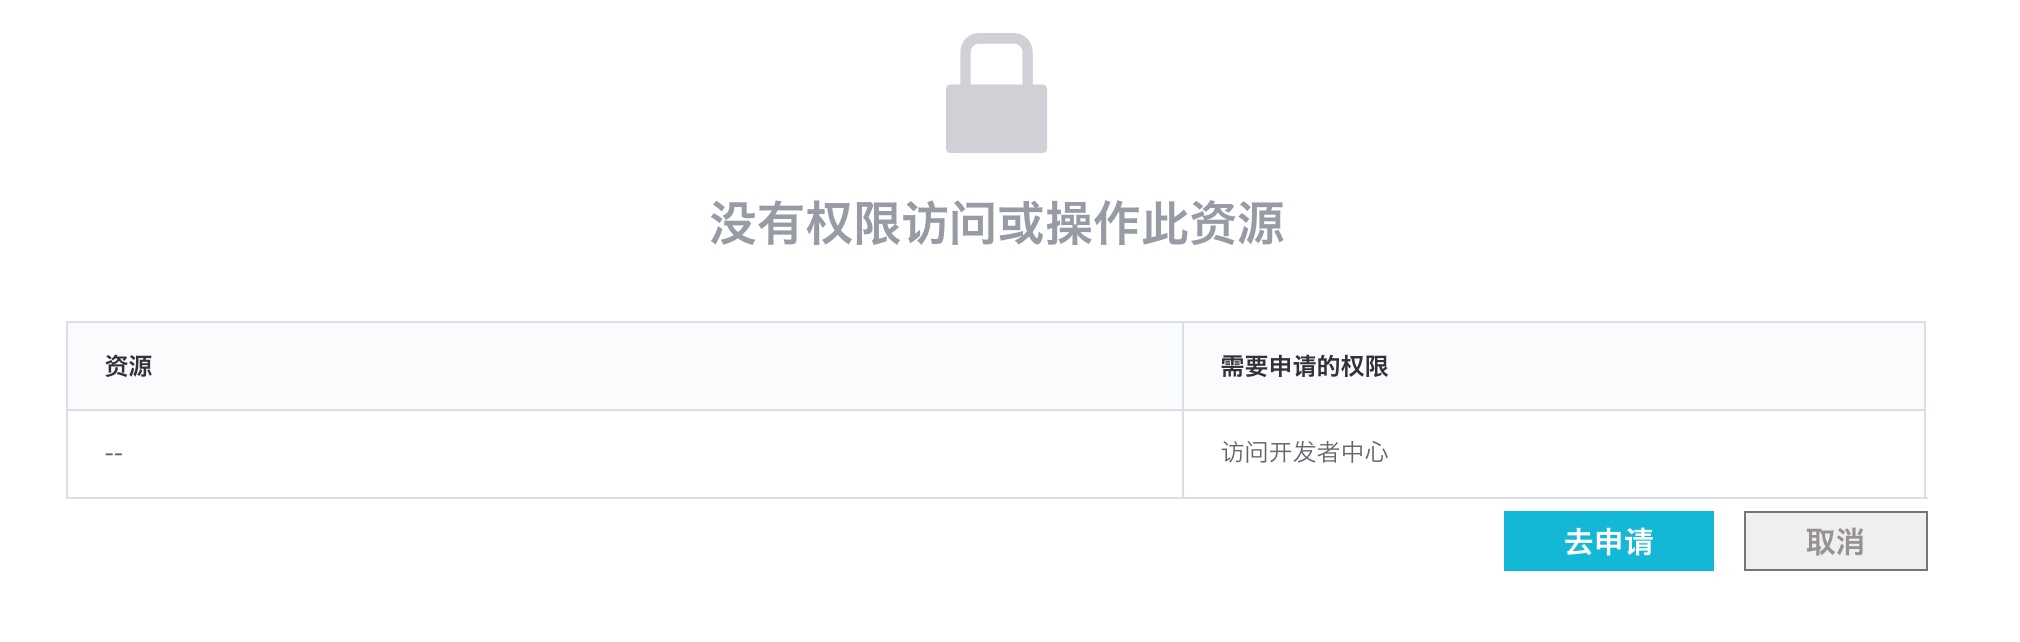 没有权限访问或操作此资源
资源
需要申请的权限
--
访问开发者中心
去申请
取消